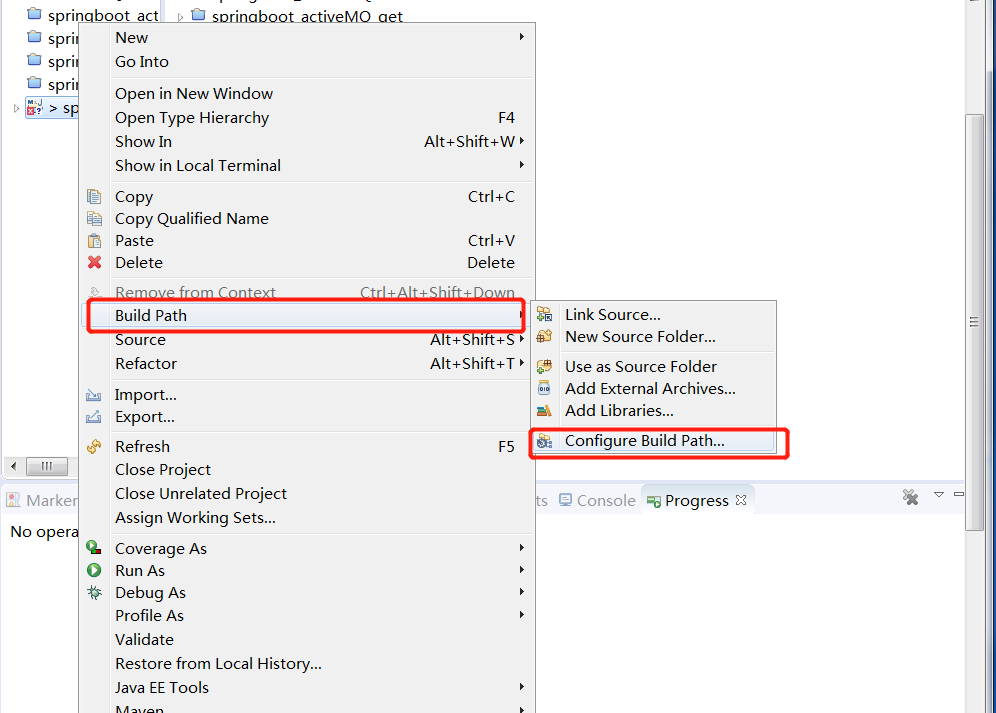 springboot_act
springboot_activeMQ_get
sprin
sprin
sprin
> sp
New
Go Into
Open in New Window
Open Type Hierarchy F4
Show In Alt+Shift+W
Show in Local Terminal
Copy Ctrl+C
Copy Qualified Name
Paste Ctrl+V
Delete Delete
Remove from Context Ctrl+Alt+Shift+Down
Build Path
Source Alt+Shift+S
Refactor Alt+Shift+T
Import...
Export...
Refresh F5
Close Project
Close Unrelated Project
Assign Working Sets...
Coverage As
Run As
Debug As
Profile As
Validate
Restore from Local History...
Java EE Tools
Maven
Link Source...
New Source Folder...
Use as Source Folder
Add External Archives...
Add Libraries...
Configure Build Path...
Marker
ts
Console
Progress
No opera